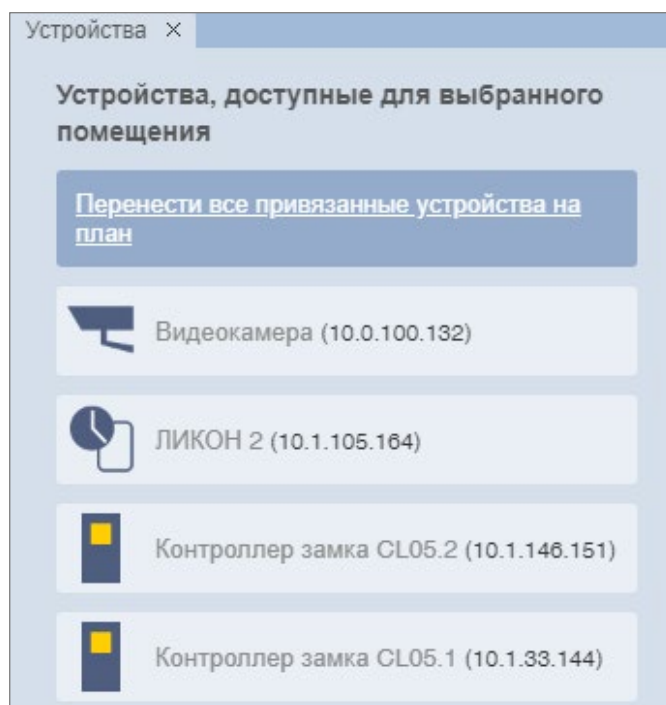 Устройства ×
Устройства, доступные для выбранного
помещения
Перенести все привязанные устройства на
план
Видеокамера (10.0.100.132)
ЛИКОН 2 (10.1.105.164)
Контроллер замка CL05.2 (10.1.146.151)
Контроллер замка CL05.1 (10.1.33.144)